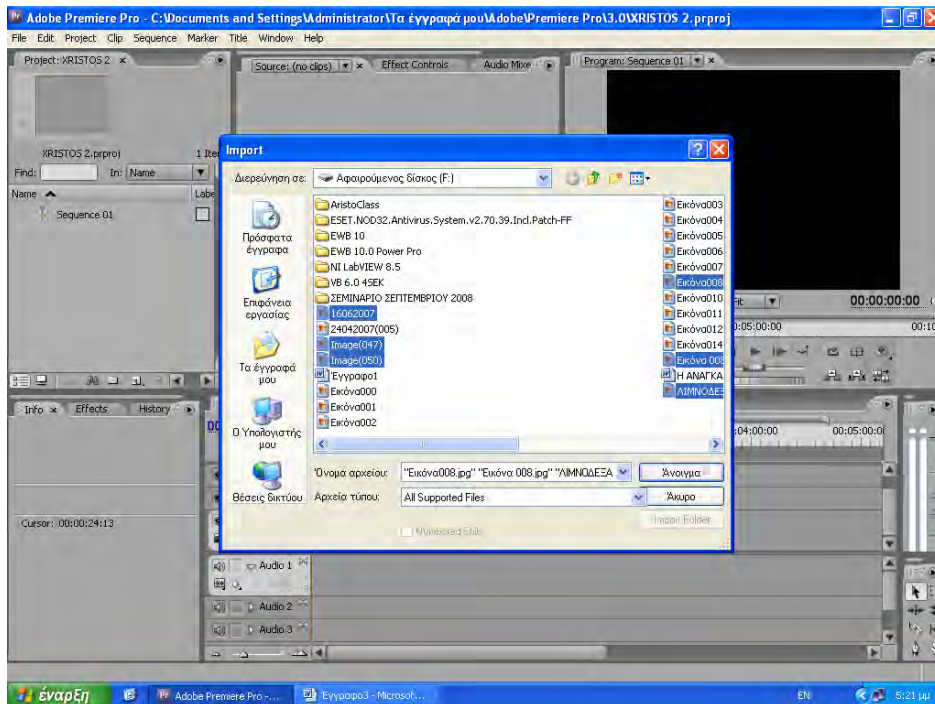 Adobe Premiere Pro - C:\Documents and Settings\Administrator\Τα έγγραφά μου\Adobe\Premiere Pro\3.0\XRISTOS 2.prproj
File Edit Project Clip Sequence Marker Title Window Help
Project: XRISTOS 2
Source: (no clips) Effect Controls Audio Mixe
Program: Sequence 01
XRISTOS 2.prproj
1 Ite
Find: In: Name
Name Labe
Sequence 01
Import
Διερεύνηση σε: Αφαιρούμενος δίσκος (F:)
Πρόσφατα έγγραφα
Επιφάνεια εργασίας
Τα έγγραφά μου
Ο Υπολογιστής μου
Θέσεις δικτύου
AristoClass
ESET.NOD32.Antivirus.System.v2.70.39.Incl.Patch-FF
EWB 10
EWB 10.0 Power Pro
NI LabVIEW 8.5
VB 6.0 4SEK
ΣΕΜΙΝΑΡΙΟ ΣΕΠΤΕΜΒΡΙΟΥ 2008
16062007
24042007(005)
Image(047)
Image(050)
Έγγραφο1
Εικόνα000
Εικόνα001
Εικόνα002
Εικόνα003
Εικόνα004
Εικόνα005
Εικόνα006
Εικόνα007
Εικόνα008
Εικόνα010
Εικόνα011
Εικόνα012
Εικόνα014
Εικόνα 008
Η ΑΝΑΓΚΑ
ΛΙΜΝΟΔΕΞ
Όνομα αρχείου: "Εικόνα008.jpg" "Εικόνα 008.jpg" "ΛΙΜΝΟΔΕΞΑ
Άνοιγμα
Αρχεία τύπου: All Supported Files
Άκυρο
Numbered Stills
Import Folder
Fit
00:00:00:00
0:05:00:00
00:10
Info Effects History
00
:04:00:00 00:05:00:0
Cursor: 00:00:24:13
Audio 1
Audio 2
Audio 3
έναρξη
Adobe Premiere Pro -...
Έγγραφο3 - Microsof...
EN
5:21 μμ